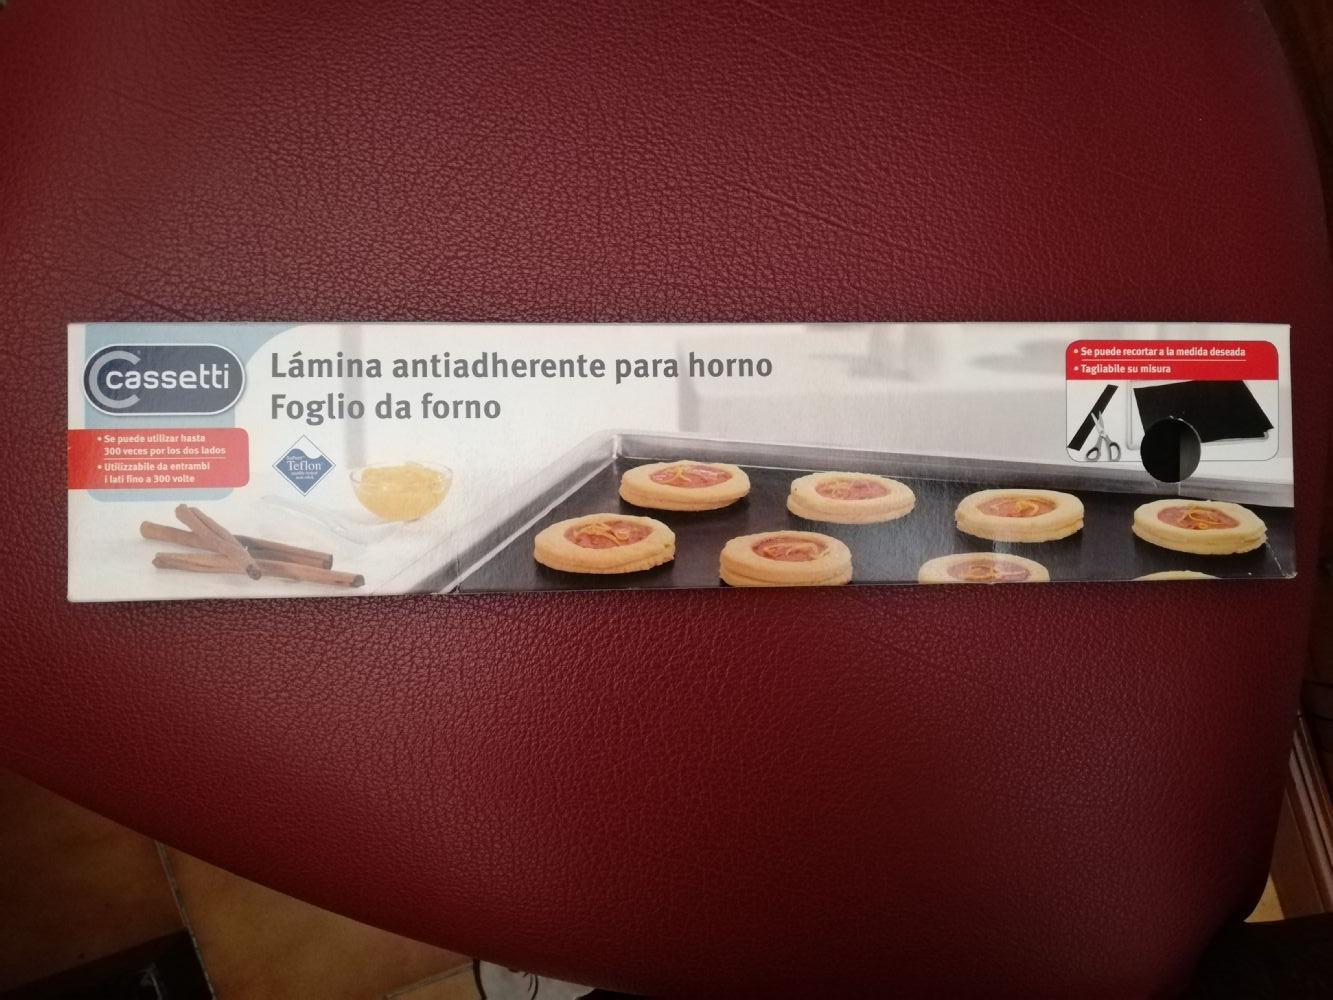 cassetti
Lámina antiadherente para horno
Foglio da forno
• Se puede utilizar hasta
300 veces por los dos lados
• Utilizzabile da entrambi
i lati fino a 300 volte
Teflon
• Se puede recortar a la medida deseada
• Tagliabile su misura